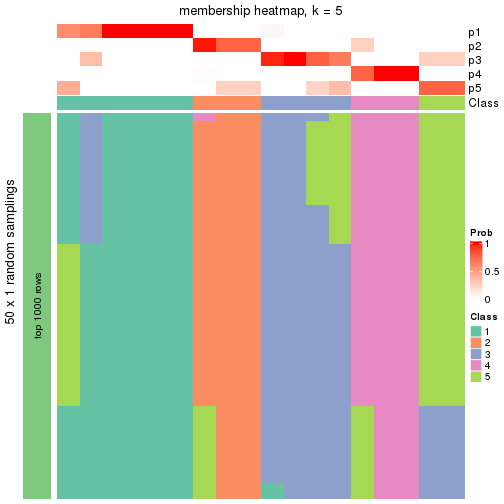 membership heatmap, k = 5
p1
p2
p3
p4
p5
Class
50 x 1 random samplings
top 1000 rows
Prob
1
0.5
0
Class
1
2
3
4
5